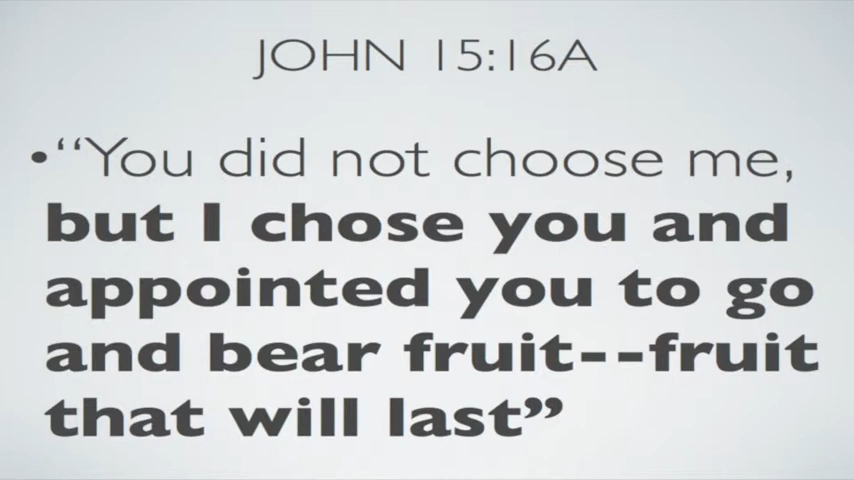 JOHN 15:16A
•“You did not choose me,
but I chose you and
appointed you to go
and bear fruit--fruit
that will last”